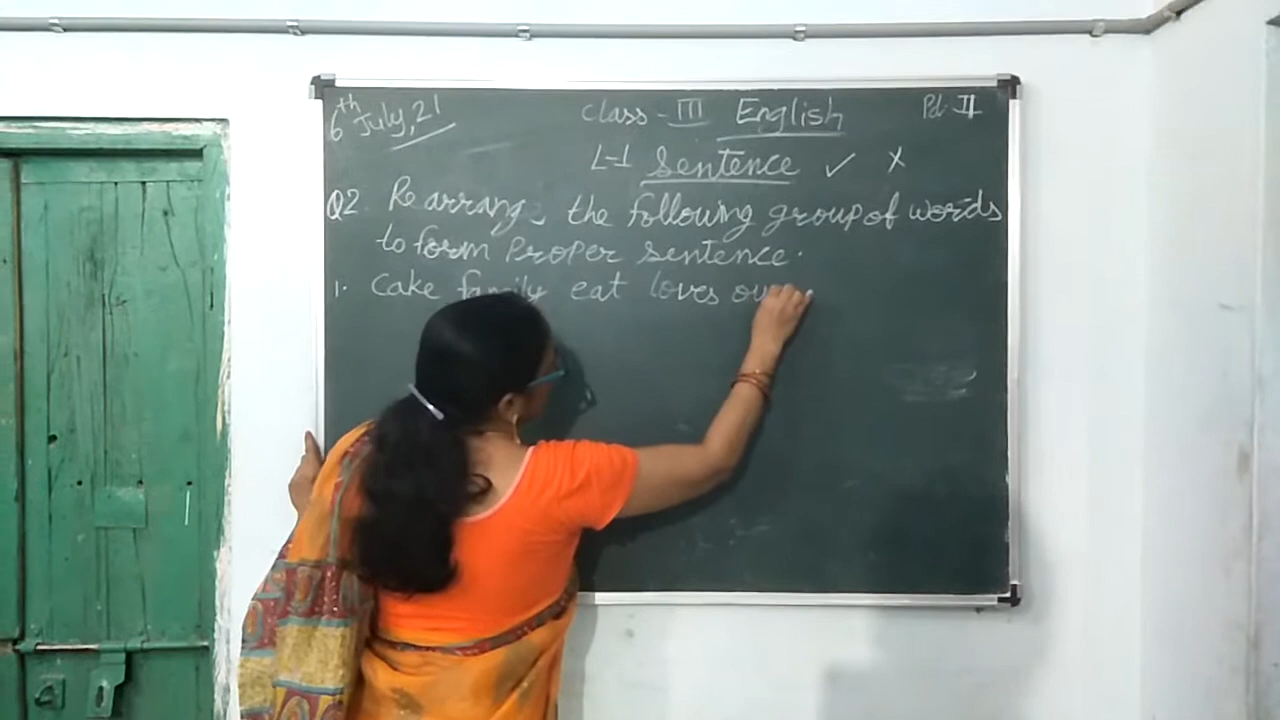 6th July, 21
Class - III English
Pd. II
L-1 Sentence ✓ ✗
Q2. Rearrange the following group of words
to form Proper sentence.
1. Cake family eat loves